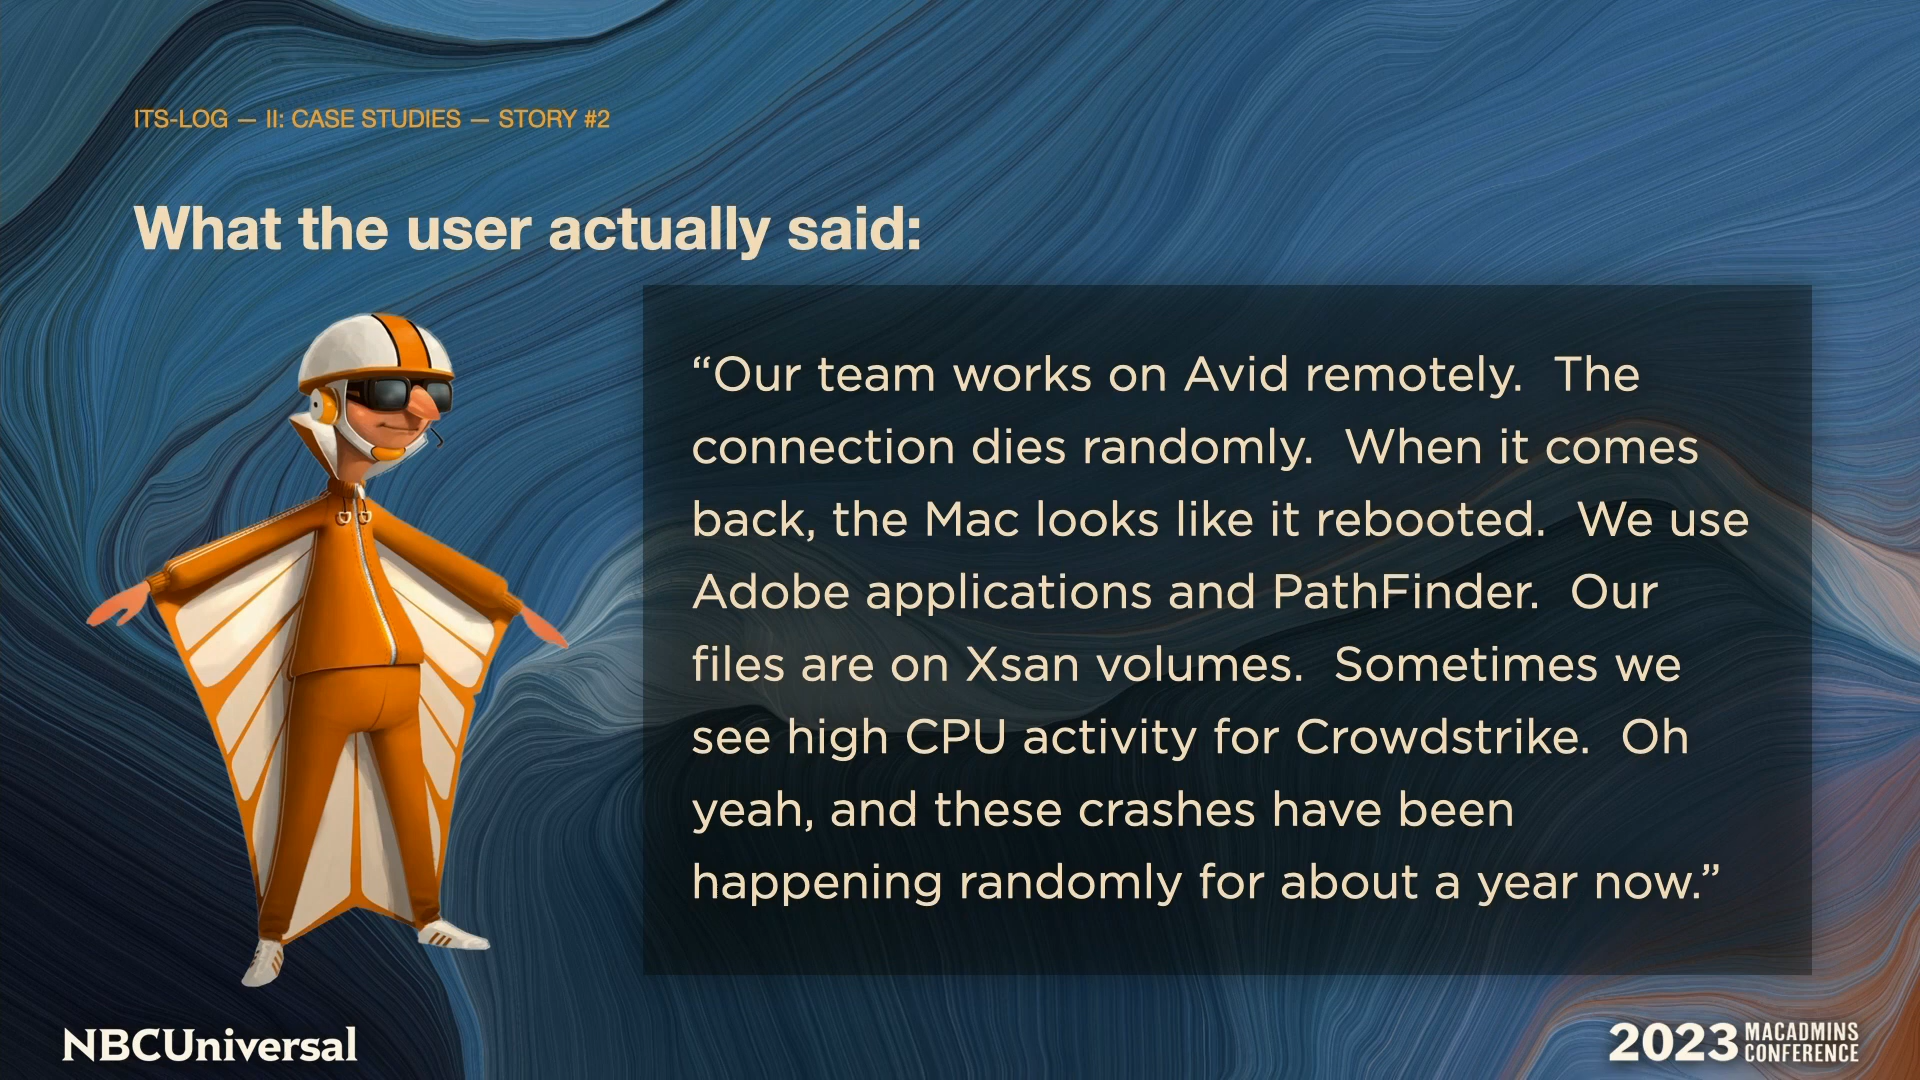 ITS-LOG — II: CASE STUDIES — STORY #2
What the user actually said:
“Our team works on Avid remotely.  The
connection dies randomly.  When it comes
back, the Mac looks like it rebooted.  We use
Adobe applications and PathFinder.  Our
files are on Xsan volumes.  Sometimes we
see high CPU activity for Crowdstrike.  Oh
yeah, and these crashes have been
happening randomly for about a year now.”
NBCUniversal
2023 MACADMINS
CONFERENCE